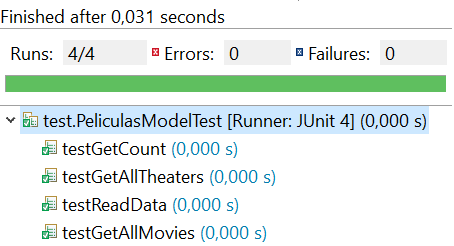 Finished after 0,031 seconds
Runs: 4/4 Errors: 0 Failures: 0
test.PeliculasModelTest [Runner: JUnit 4] (0,000 s)
testGetCount (0,000 s)
testGetAllTheaters (0,000 s)
testReadData (0,000 s)
testGetAllMovies (0,000 s)